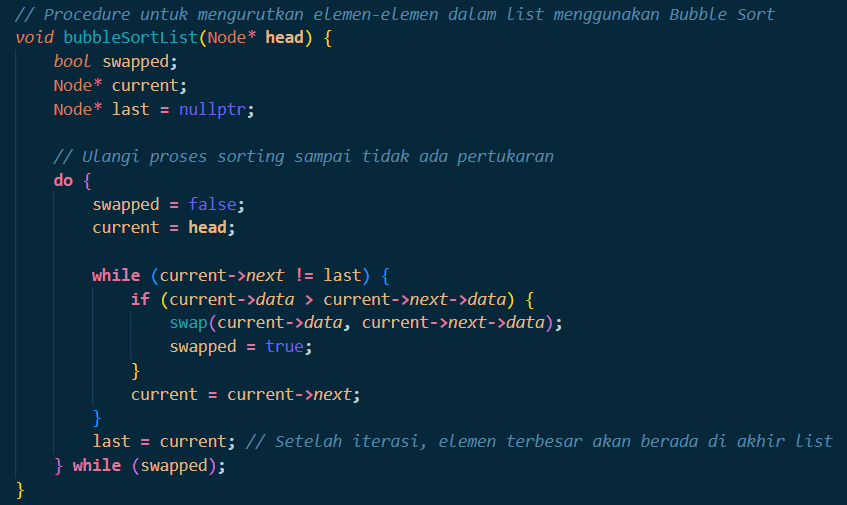 // Procedure untuk mengurutkan elemen-elemen dalam list menggunakan Bubble Sort
void bubbleSortList(Node* head) {
    bool swapped;
    Node* current;
    Node* last = nullptr;

    // Ulangi proses sorting sampai tidak ada pertukaran
    do {
        swapped = false;
        current = head;

        while (current->next != last) {
            if (current->data > current->next->data) {
                swap(current->data, current->next->data);
                swapped = true;
            }
            current = current->next;
        }
        last = current; // Setelah iterasi, elemen terbesar akan berada di akhir list
    } while (swapped);
}